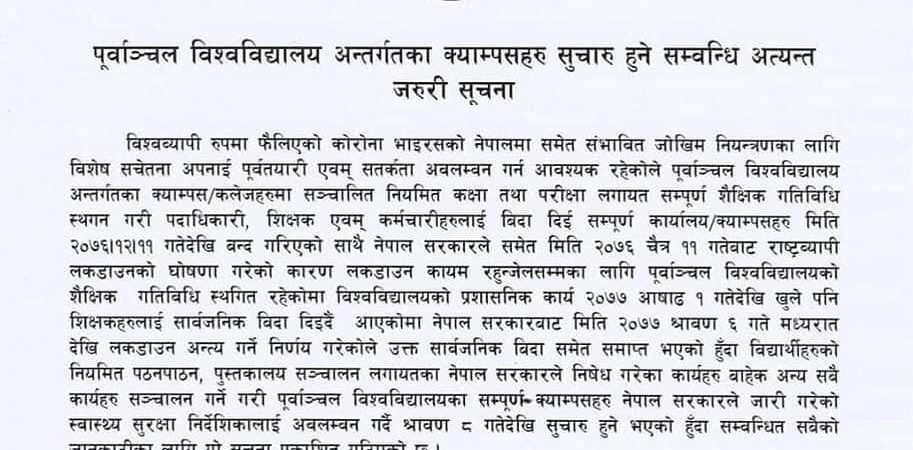 पूर्वाञ्चल विश्वविद्यालय अन्तर्गतका क्याम्पसहरु सुचारु हुने सम्वन्धि अत्यन्त
जरुरी सूचना
विश्वव्यापी रुपमा फैलिएको कोरोना भाइरसको नेपालमा समेत संभावित जोखिम नियन्त्रणका लागि
विशेष सचेतना अपनाई पूर्वतयारी एवम् सतर्कता अवलम्वन गर्न आवश्यक रहेकोले पूर्वाञ्चल विश्वविद्यालय
अन्तर्गतका क्याम्पस/कलेजहरुमा सञ्चालित नियमित कक्षा तथा परीक्षा लगायत सम्पूर्ण शैक्षिक गतिविधि
स्थगन गरी पदाधिकारी, शिक्षक एवम् कर्मचारीहरुलाई विदा दिई सम्पूर्ण कार्यालय/क्याम्पसहरु मिति
२०७६।१२।११ गतेदेखि बन्द गरिएको साथै नेपाल सरकारले समेत मिति २०७६ चैत्र ११ गतेबाट राष्ट्रव्यापी
लकडाउनको घोषणा गरेको कारण लकडाउन कायम रहुन्जेलसम्मका लागि पूर्वाञ्चल विश्वविद्यालयको
शैक्षिक गतिविधि स्थगित रहेकोमा विश्वविद्यालयको प्रशासनिक कार्य २०७७ आषाढ १ गतेदेखि खुले पनि
शिक्षकहरुलाई सार्वजनिक विदा दिइदैं आएकोमा नेपाल सरकारबाट मिति २०७७ श्रावण ६ गते मध्यरात
देखि लकडाउन अन्त्य गर्ने निर्णय गरेकोले उक्त सार्वजनिक विदा समेत समाप्त भएको हुँदा विद्यार्थीहरुको
नियमित पठनपाठन, पुस्तकालय सञ्चालन लगायतका नेपाल सरकारले निषेध गरेका कार्यहरु बाहेक अन्य सवै
कार्यहरु सञ्चालन गर्ने गरी पूर्वाञ्चल विश्वविद्यालयका सम्पूर्ण क्याम्पसहरु नेपाल सरकारले जारी गरेको
स्वास्थ्य सुरक्षा निर्देशिकालाई अवलम्वन गर्दै श्रावण ८ गतेदेखि सुचारु हुने भएको हुँदा सम्वन्धित सवैको
जानकारीका लागि यो सूचना प्रकाशित गरिएको छ ।